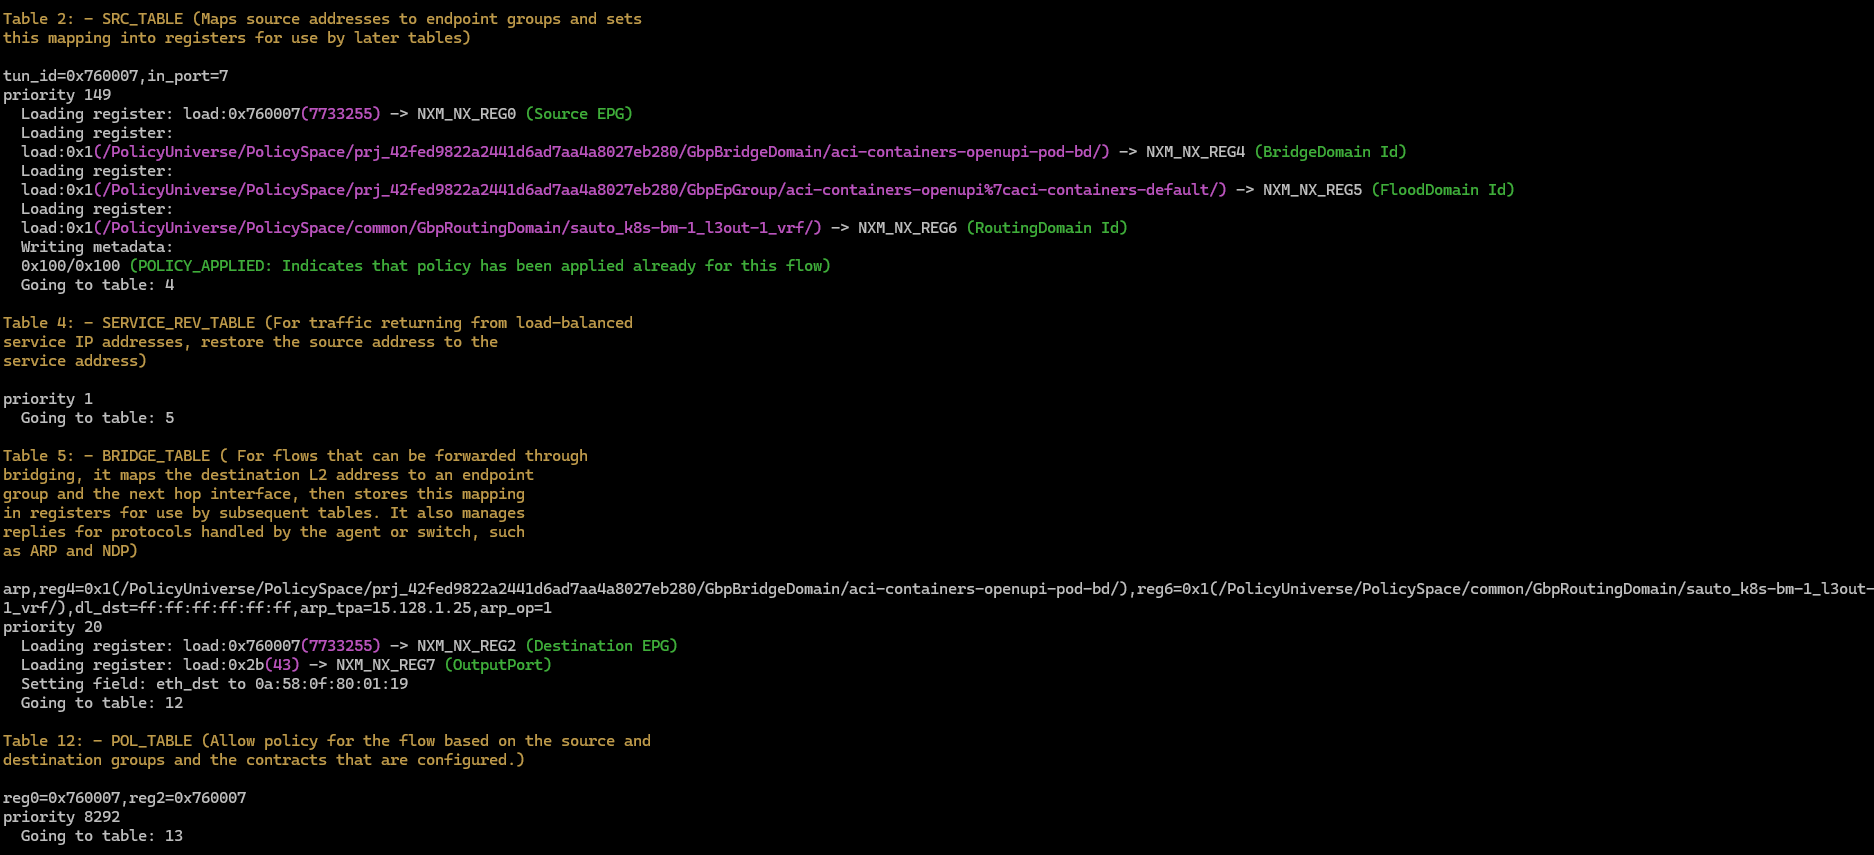 Table 2: - SRC_TABLE (Maps source addresses to endpoint groups and sets
this mapping into registers for use by later tables)
tun_id=0x760007,in_port=7
priority 149
Loading register: load:0x760007(7733255) -> NXM_NX_REG0 (Source EPG)
Loading register:
load:0x1(/PolicyUniverse/PolicySpace/prj_42fed9822a2441d6ad7aa4a8027eb280/GbpBridgeDomain/aci-containers-openupi-pod-bd/) -> NXM_NX_REG4 (BridgeDomain Id)
Loading register:
load:0x1(/PolicyUniverse/PolicySpace/prj_42fed9822a2441d6ad7aa4a8027eb280/GbpEpGroup/aci-containers-openupi%7caci-containers-default/) -> NXM_NX_REG5 (FloodDomain Id)
Loading register:
load:0x1(/PolicyUniverse/PolicySpace/common/GbpRoutingDomain/sauto_k8s-bm-1_l3out-1_vrf/) -> NXM_NX_REG6 (RoutingDomain Id)
Writing metadata:
0x100/0x100 (POLICY_APPLIED: Indicates that policy has been applied already for this flow)
Going to table: 4
Table 4: - SERVICE_REV_TABLE (For traffic returning from load-balanced
service IP addresses, restore the source address to the
service address)
priority 1
Going to table: 5
Table 5: - BRIDGE_TABLE ( For flows that can be forwarded through
bridging, it maps the destination L2 address to an endpoint
group and the next hop interface, then stores this mapping
in registers for use by subsequent tables. It also manages
replies for protocols handled by the agent or switch, such
as ARP and NDP)
arp,reg4=0x1(/PolicyUniverse/PolicySpace/prj_42fed9822a2441d6ad7aa4a8027eb280/GbpBridgeDomain/aci-containers-openupi-pod-bd/),reg6=0x1(/PolicyUniverse/PolicySpace/common/GbpRoutingDomain/sauto_k8s-bm-1_l3out-
1_vrf/),dl_dst=ff:ff:ff:ff:ff:ff,arp_tpa=15.128.1.25,arp_op=1
priority 20
Loading register: load:0x760007(7733255) -> NXM_NX_REG2 (Destination EPG)
Loading register: load:0x2b(43) -> NXM_NX_REG7 (OutputPort)
Setting field: eth_dst to 0a:58:0f:80:01:19
Going to table: 12
Table 12: - POL_TABLE (Allow policy for the flow based on the source and
destination groups and the contracts that are configured.)
reg0=0x760007,reg2=0x760007
priority 8292
Going to table: 13